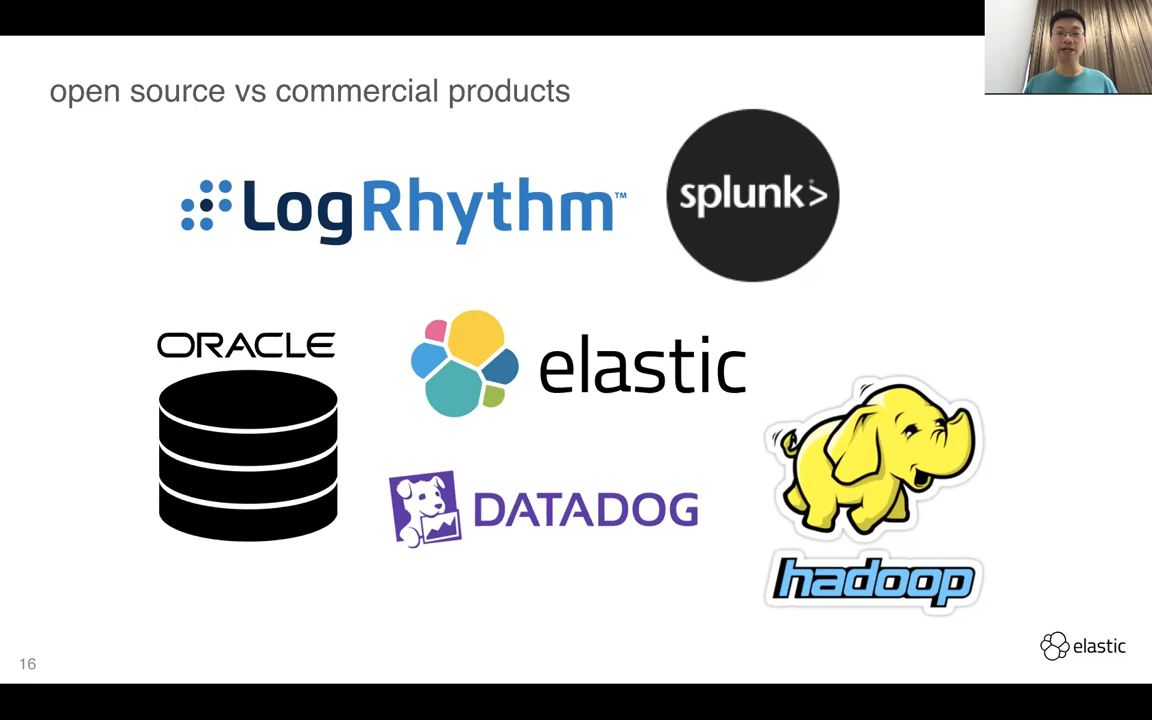 open source vs commercial products
LogRhythm™
splunk>
ORACLE
elastic
DATADOG
hadoop
16
elastic